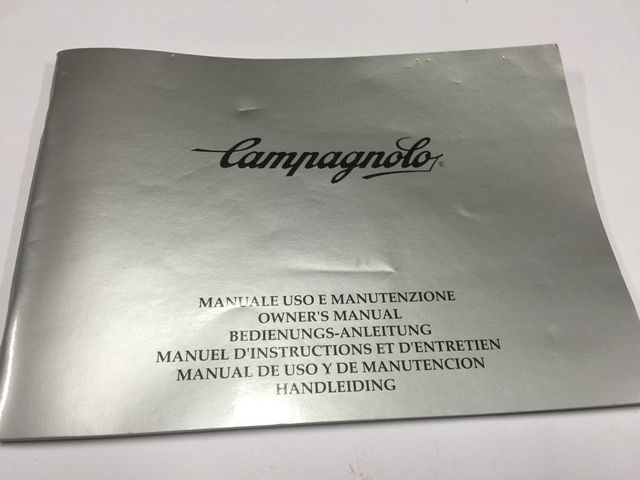 Campagnolo®
MANUALE USO E MANUTENZIONE
OWNER'S MANUAL
BEDIENUNGS-ANLEITUNG
MANUEL D'INSTRUCTIONS ET D'ENTRETIEN
MANUAL DE USO Y DE MANUTENCION
HANDLEIDING